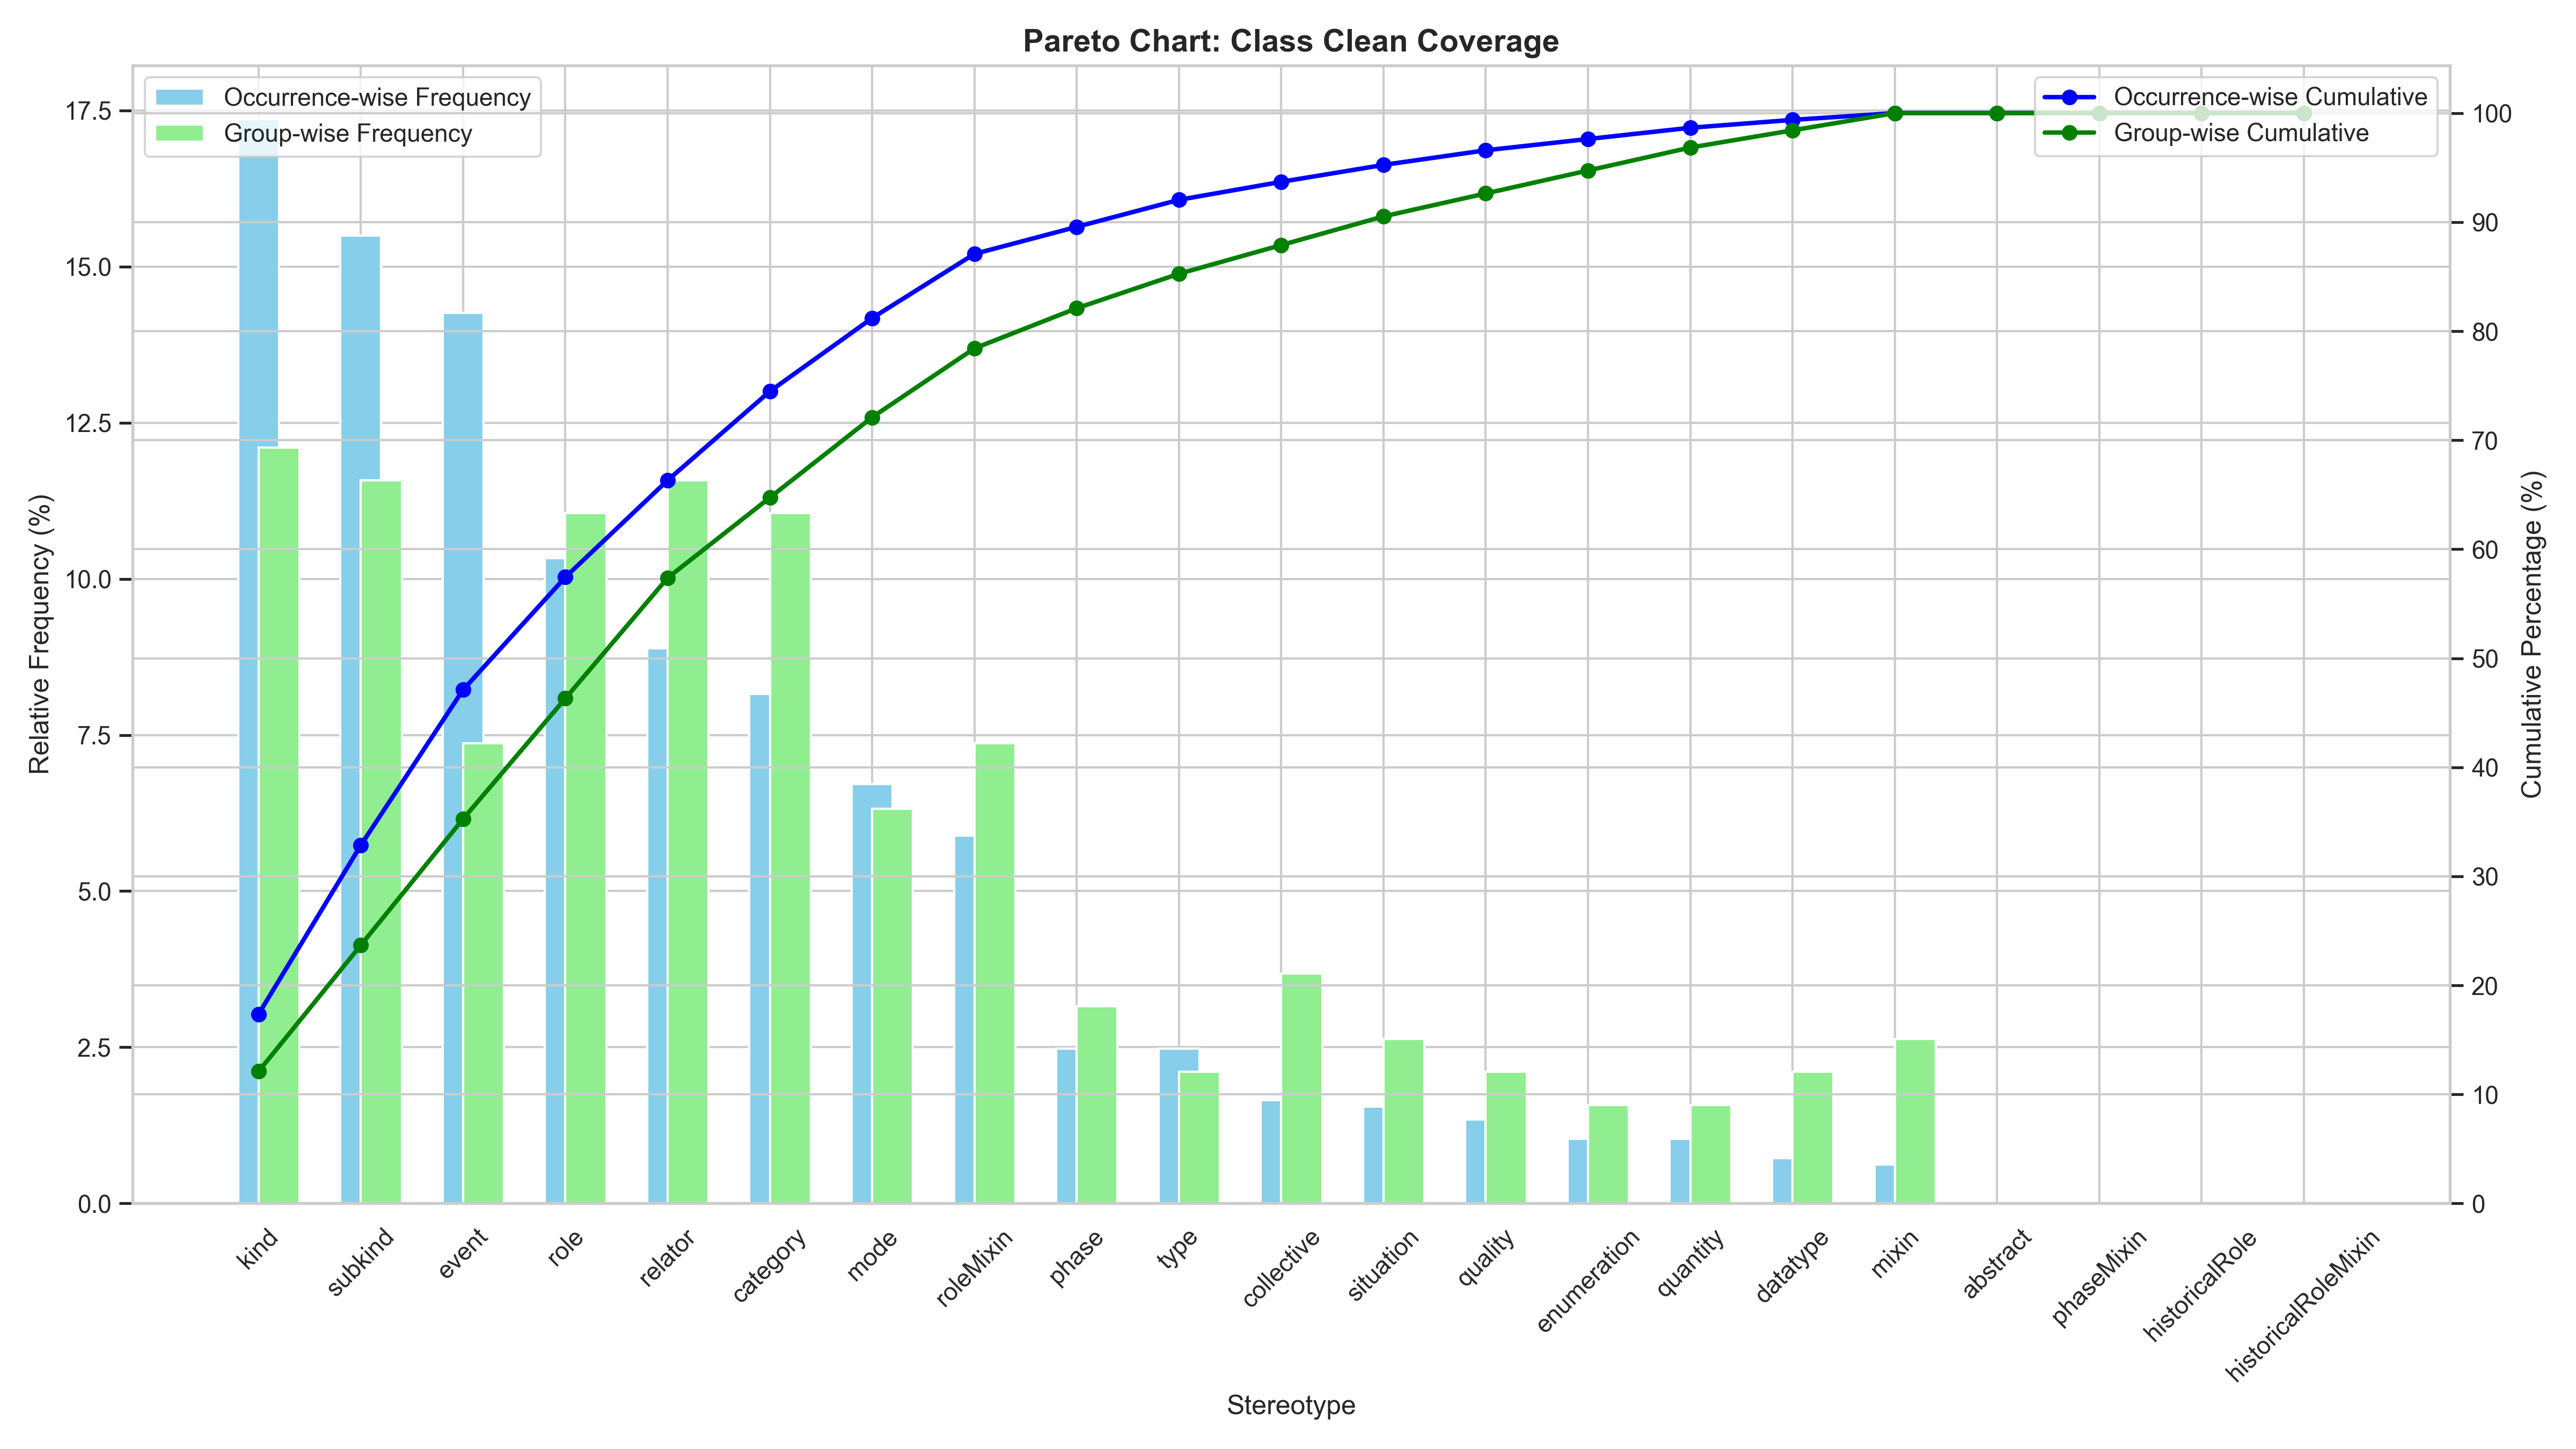 Pareto Chart: Class Clean Coverage
Occurrence-wise Frequency
Group-wise Frequency
Occurrence-wise Cumulative
Group-wise Cumulative
Relative Frequency (%)
17.5
15.0
12.5
10.0
7.5
5.0
2.5
0.0
Cumulative Percentage (%)
100
90
80
70
60
50
40
30
20
10
0
kind
subkind
event
role
relator
category
mode
roleMixin
phase
type
collective
situation
quality
enumeration
quantity
datatype
mixin
abstract
phaseMixin
historicalRole
historicalRoleMixin
Stereotype